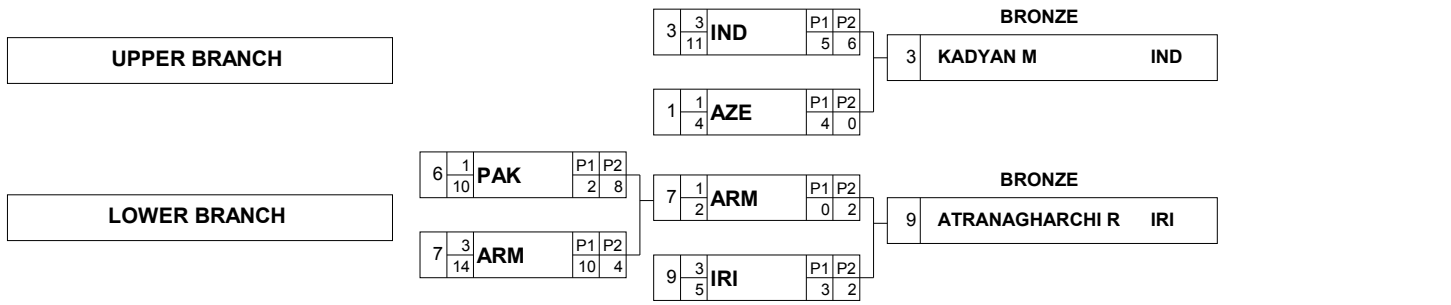 BRONZE
3 3 IND P1 P2
11 5 6
UPPER BRANCH
3 KADYAN M IND
1 1 AZE P1 P2
4 4 0
6 1 PAK P1 P2
10 2 8
BRONZE
7 1 ARM P1 P2
2 0 2
LOWER BRANCH
9 ATRANAGHARCHI R IRI
7 3 ARM P1 P2
14 10 4
9 3 IRI P1 P2
5 3 2